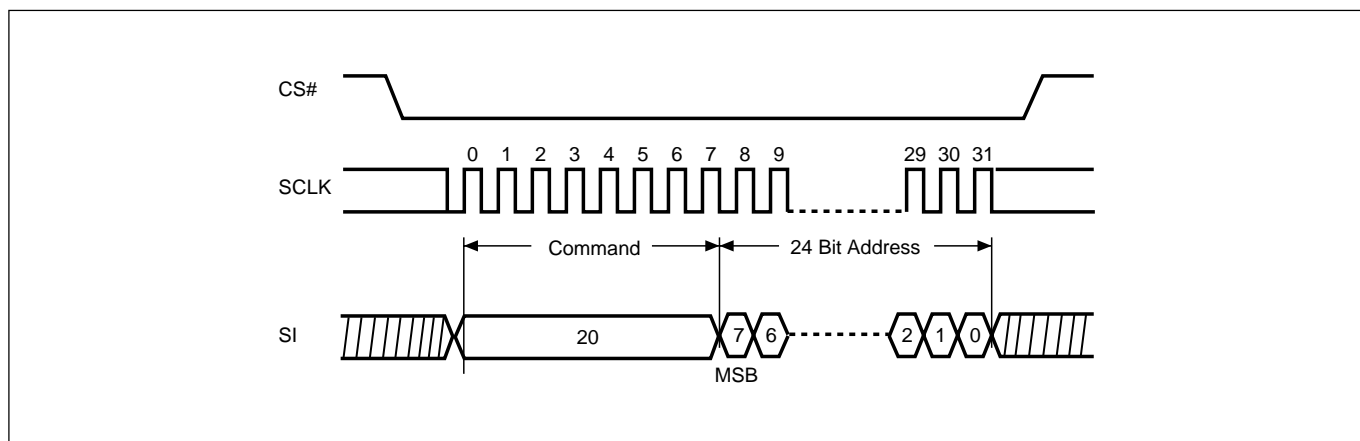 CS#
0 1 2 3 4 5 6 7 8 9 29 30 31
SCLK
Command 24 Bit Address
SI 20 7 6 2 1 0
MSB